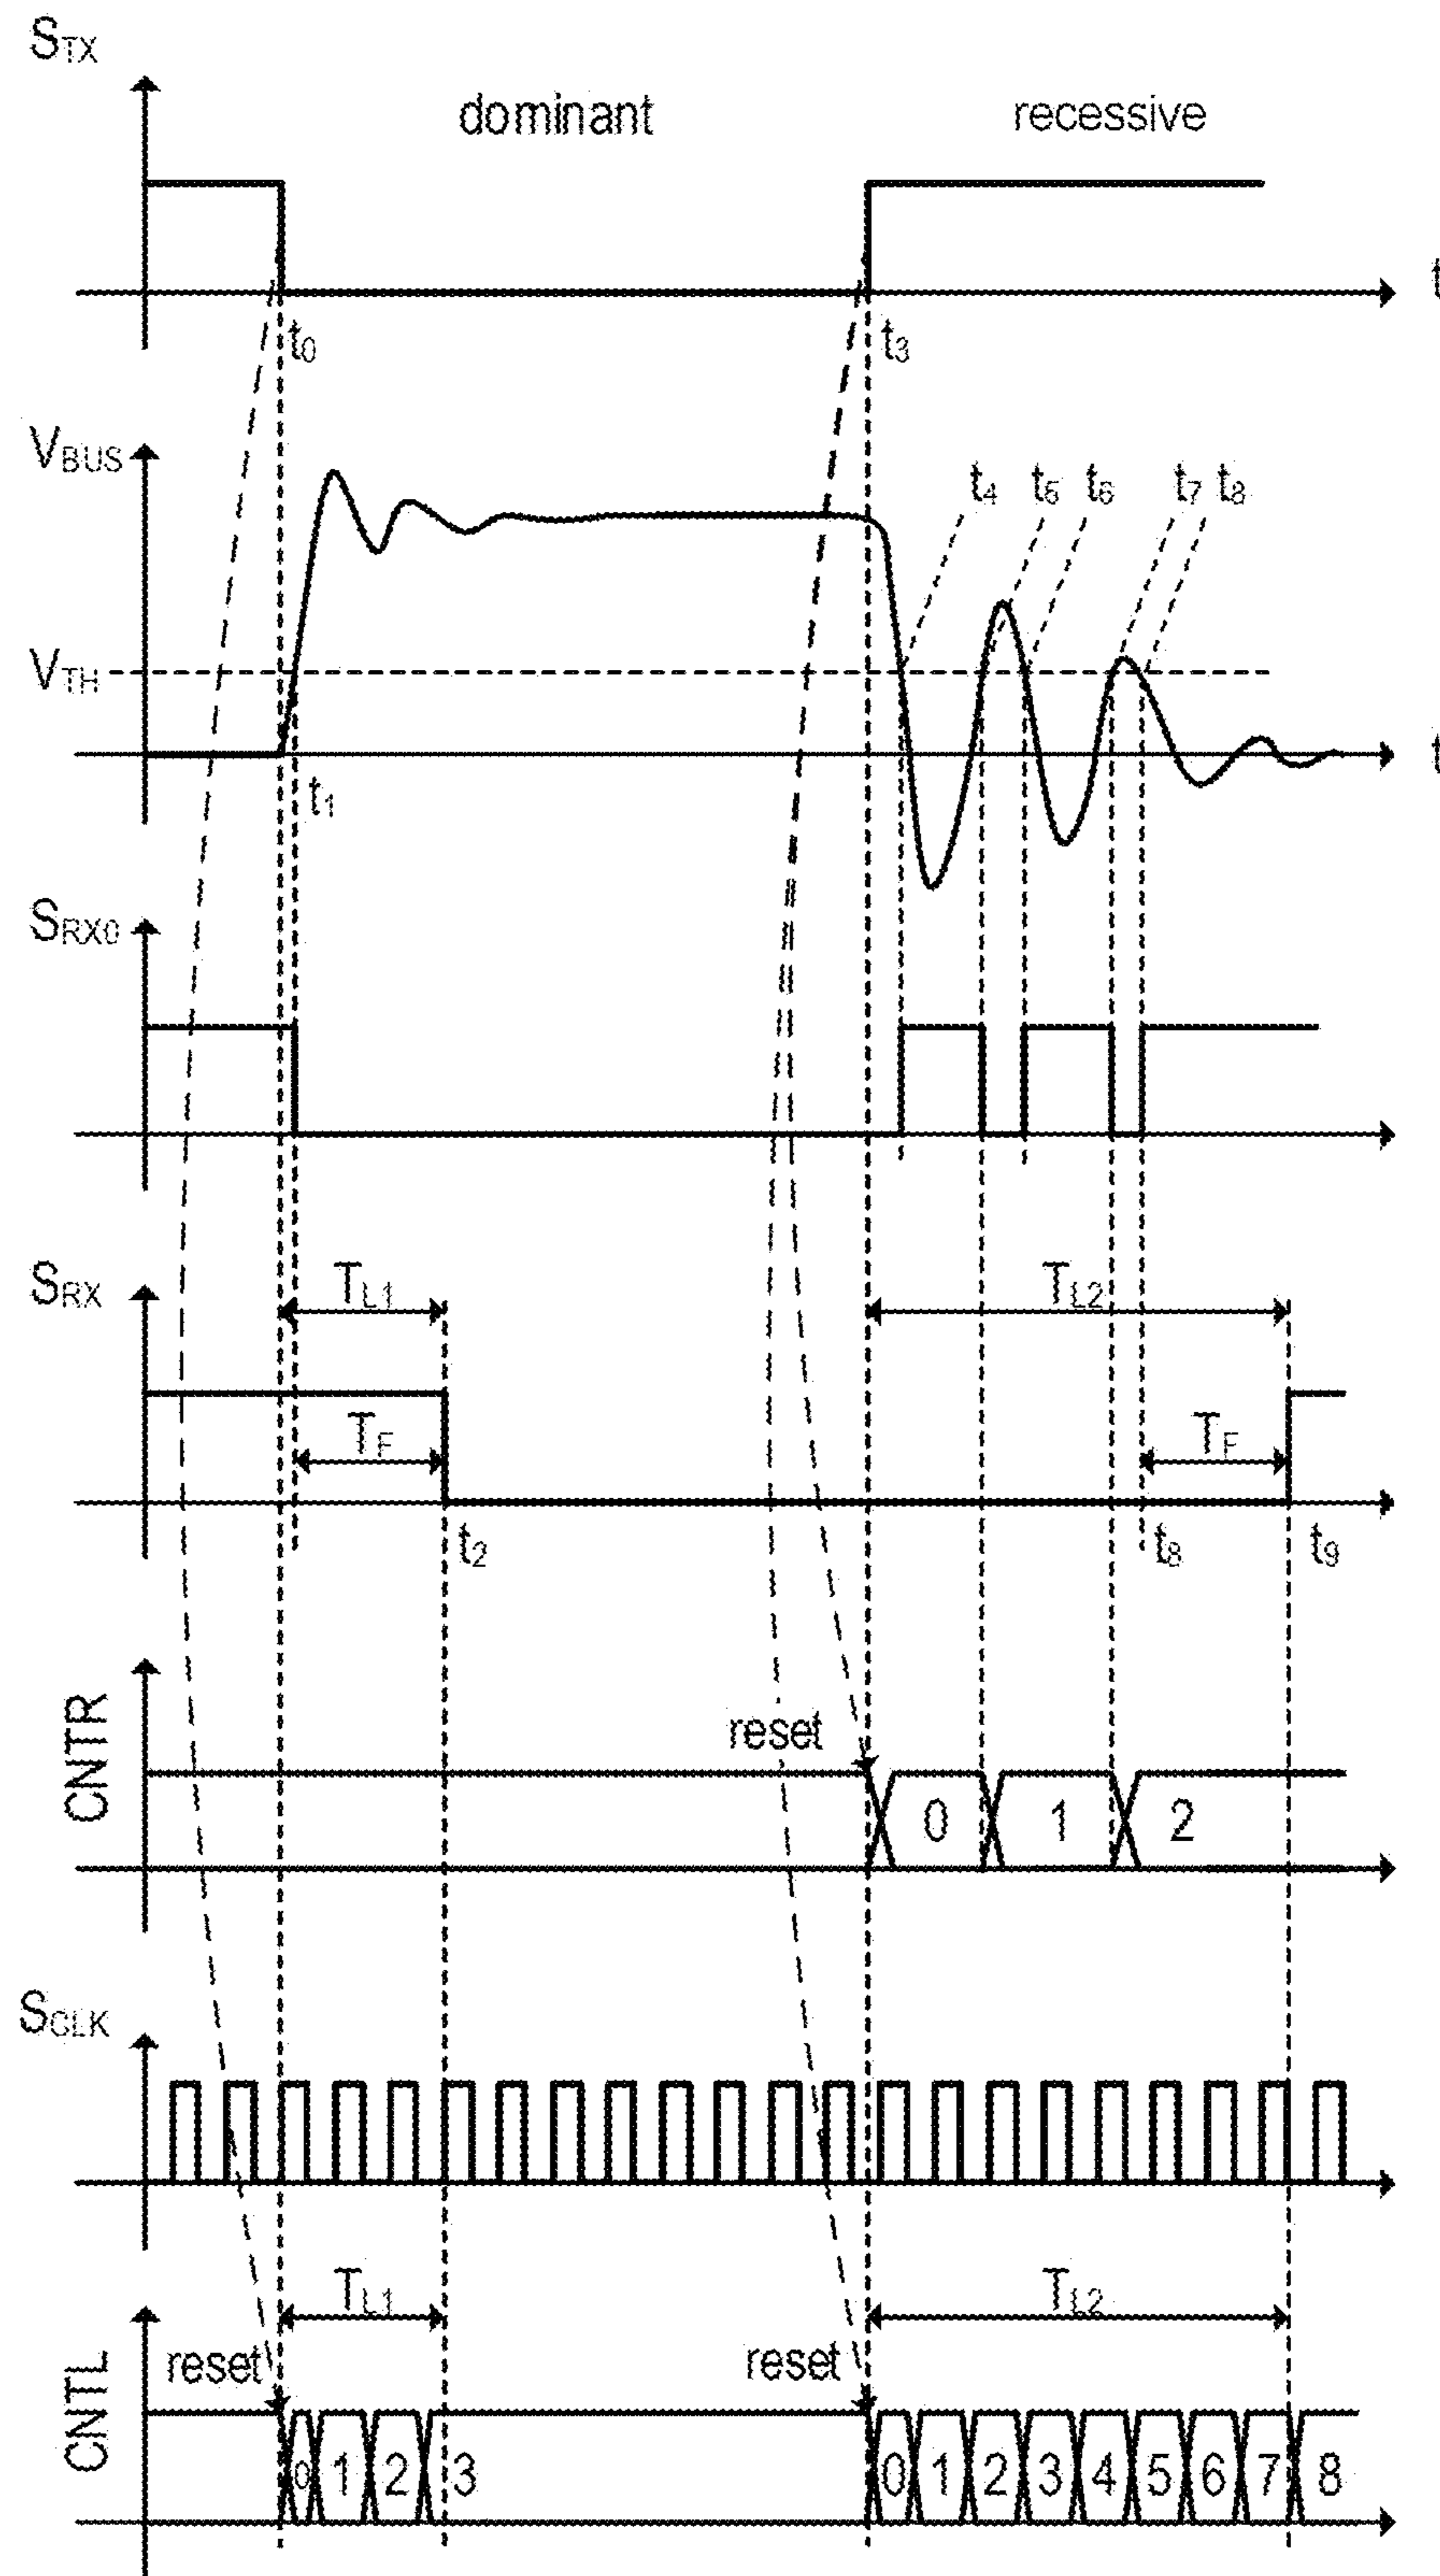 STX
dominant
recessive
t
t0
t3
VBUS
t4
t5
t6
t7
t8
VTH
t
t1
SRX0
SRX
TL1
TL2
TF
TF
t2
t8
t9
CNTR
reset
0
1
2
SCLK
TL1
TL2
CNTL
reset
reset
0
1
2
3
0
1
2
3
4
5
6
7
8